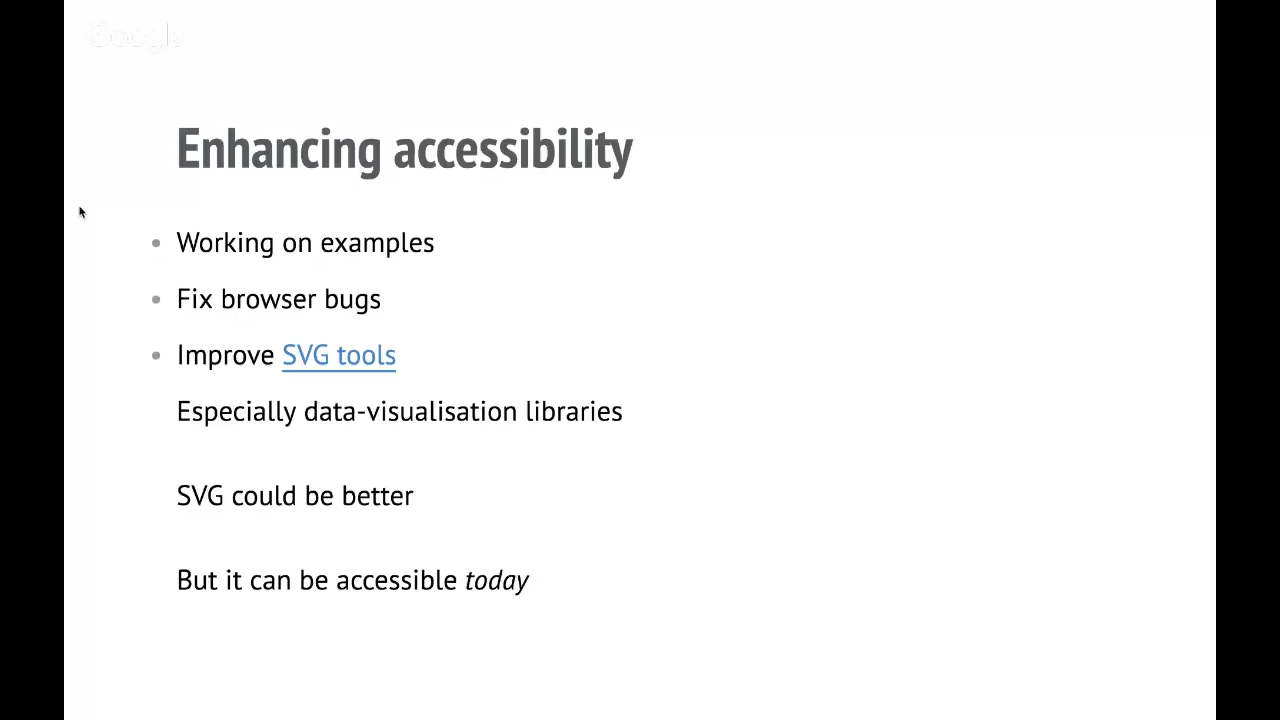 Google
Enhancing accessibility
Working on examples
Fix browser bugs
Improve SVG tools
Especially data-visualisation libraries
SVG could be better
But it can be accessible today